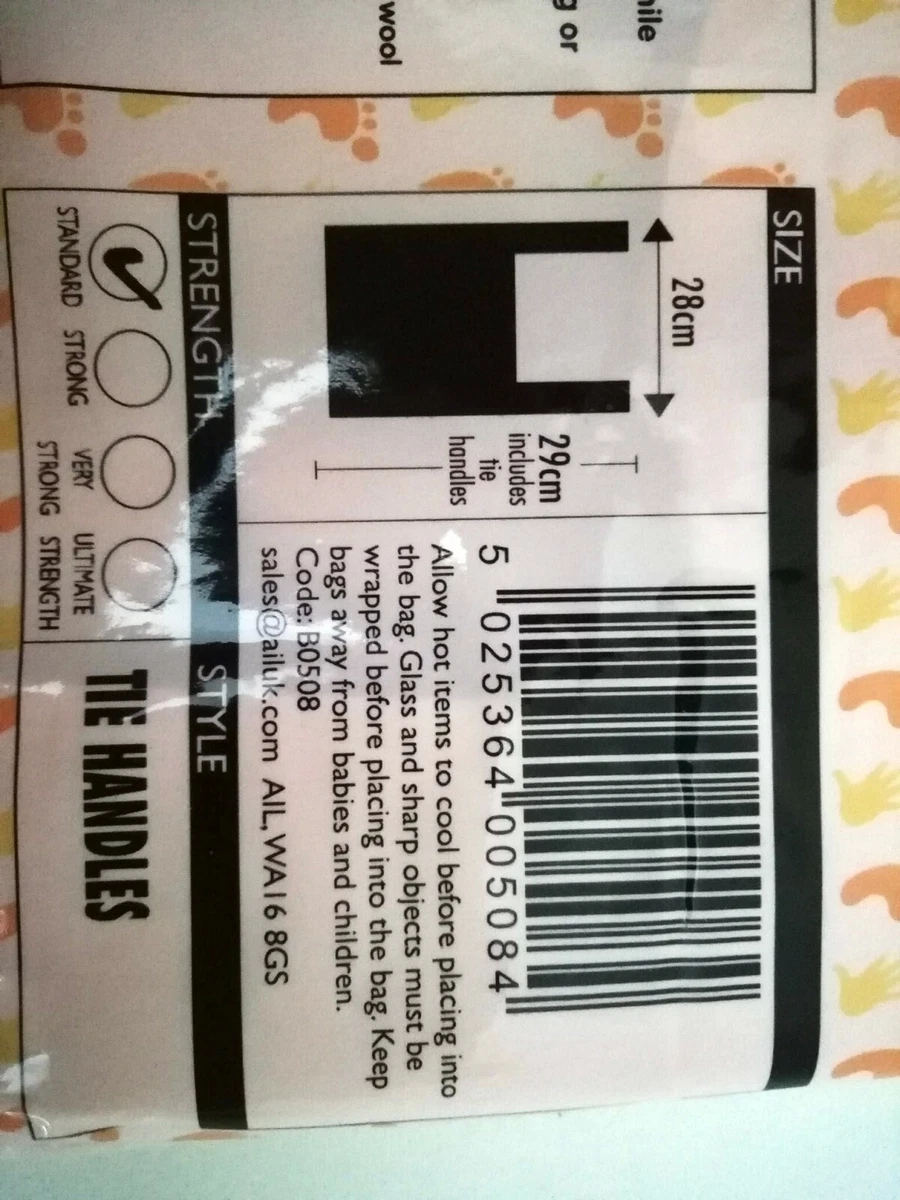 nile
g or
wool
SIZE
28cm
29cm
includes
tie
handles
5 025364 005084
Allow hot items to cool before placing into
the bag. Glass and sharp objects must be
wrapped before placing into the bag. Keep
bags away from babies and children.
Code: B0508
sales@ailuk.com AIL, WA16 8GS
STRENGTH
STANDARD
STRONG
VERY
STRONG
ULTIMATE
STRENGTH
STYLE
TIE HANDLES